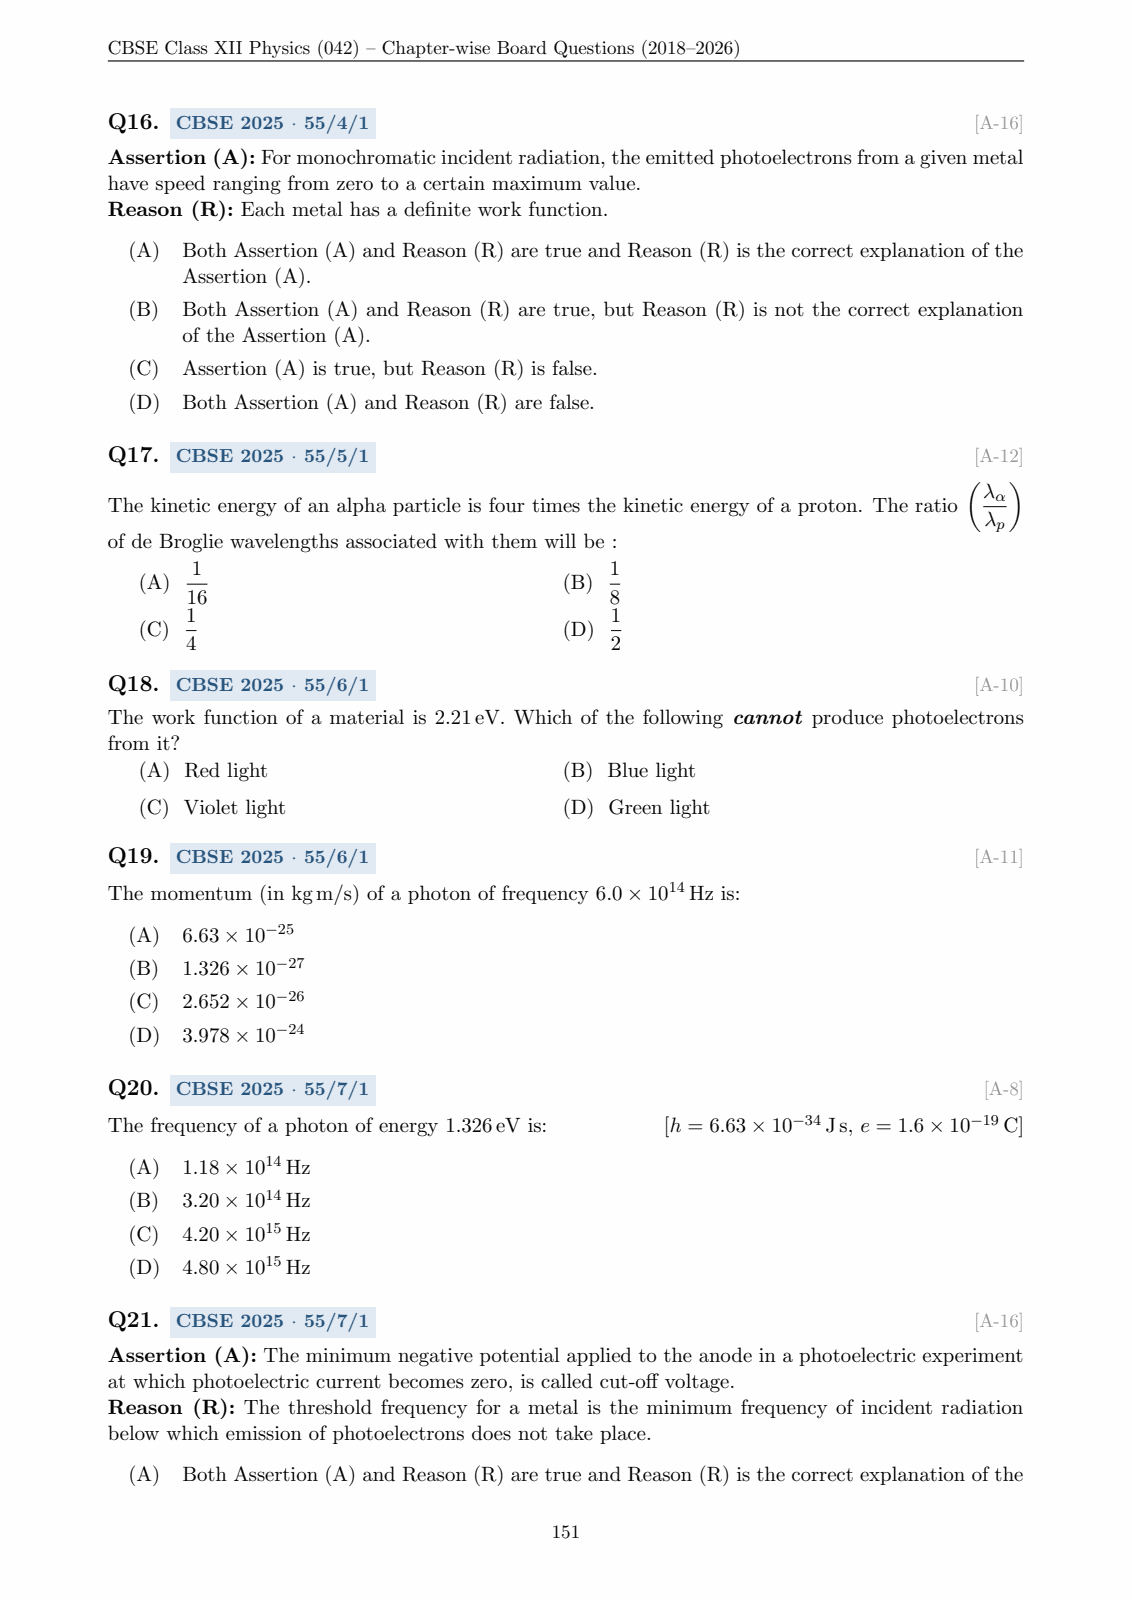 CBSE Class XII Physics (042) – Chapter-wise Board Questions (2018–2026)
Q16. CBSE 2025 · 55/4/1 [A-16]
Assertion (A): For monochromatic incident radiation, the emitted photoelectrons from a given metal
have speed ranging from zero to a certain maximum value.
Reason (R): Each metal has a definite work function.
(A) Both Assertion (A) and Reason (R) are true and Reason (R) is the correct explanation of the
Assertion (A).
(B) Both Assertion (A) and Reason (R) are true, but Reason (R) is not the correct explanation
of the Assertion (A).
(C) Assertion (A) is true, but Reason (R) is false.
(D) Both Assertion (A) and Reason (R) are false.
Q17. CBSE 2025 · 55/5/1 [A-12]
The kinetic energy of an alpha particle is four times the kinetic energy of a proton. The ratio (λα/λp)
of de Broglie wavelengths associated with them will be :
(A) 1/16 (B) 1/8
(C) 1/4 (D) 1/2
Q18. CBSE 2025 · 55/6/1 [A-10]
The work function of a material is 2.21 eV. Which of the following cannot produce photoelectrons
from it?
(A) Red light (B) Blue light
(C) Violet light (D) Green light
Q19. CBSE 2025 · 55/6/1 [A-11]
The momentum (in kg m/s) of a photon of frequency 6.0 × 10¹⁴ Hz is:
(A) 6.63 × 10⁻²⁵
(B) 1.326 × 10⁻²⁷
(C) 2.652 × 10⁻²⁶
(D) 3.978 × 10⁻²⁴
Q20. CBSE 2025 · 55/7/1 [A-8]
The frequency of a photon of energy 1.326 eV is: [h = 6.63 × 10⁻³⁴ J s, e = 1.6 × 10⁻¹⁹ C]
(A) 1.18 × 10¹⁴ Hz
(B) 3.20 × 10¹⁴ Hz
(C) 4.20 × 10¹⁵ Hz
(D) 4.80 × 10¹⁵ Hz
Q21. CBSE 2025 · 55/7/1 [A-16]
Assertion (A): The minimum negative potential applied to the anode in a photoelectric experiment
at which photoelectric current becomes zero, is called cut-off voltage.
Reason (R): The threshold frequency for a metal is the minimum frequency of incident radiation
below which emission of photoelectrons does not take place.
(A) Both Assertion (A) and Reason (R) are true and Reason (R) is the correct explanation of the
151